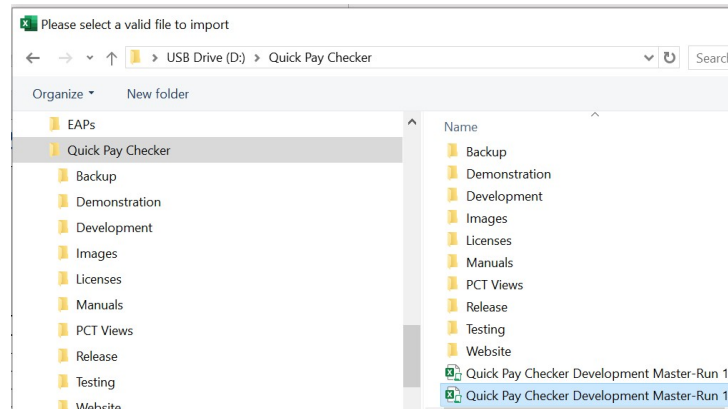 Please select a valid file to import
USB Drive (D:) > Quick Pay Checker
Organize
New folder
EAPs
Quick Pay Checker
Backup
Demonstration
Development
Images
Licenses
Manuals
PCT Views
Release
Testing
Website
Name
Backup
Demonstration
Development
Images
Licenses
Manuals
PCT Views
Release
Testing
Website
Quick Pay Checker Development Master-Run 1
Quick Pay Checker Development Master-Run 1